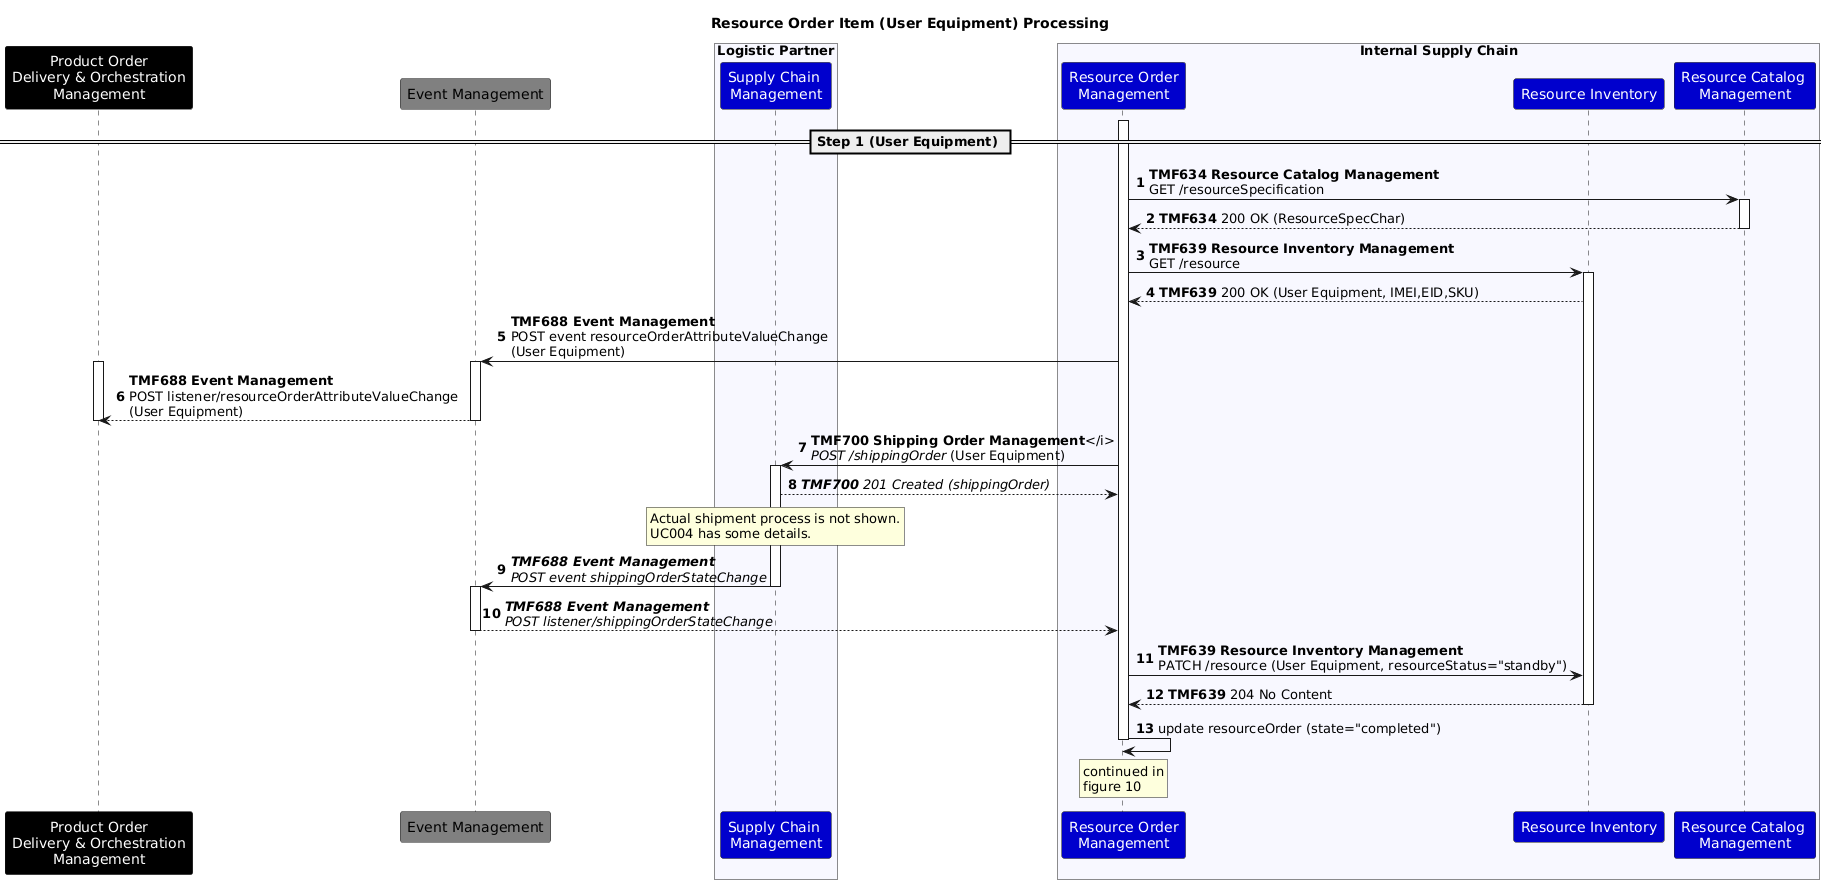 Resource Order Item (User Equipment) Processing
Logistic Partner
Internal Supply Chain
Product Order
Delivery & Orchestration
Management
Event Management
Supply Chain
Management
Resource Order
Management
Resource Inventory
Resource Catalog
Management
Step 1 (User Equipment)
1 TMF634 Resource Catalog Management
GET /resourceSpecification
2 TMF634 200 OK (ResourceSpecChar)
3 TMF639 Resource Inventory Management
GET /resource
4 TMF639 200 OK (User Equipment, IMEI,EID,SKU)
TMF688 Event Management
5 POST event resourceOrderAttributeValueChange
(User Equipment)
TMF688 Event Management
6 POST listener/resourceOrderAttributeValueChange
(User Equipment)
7 TMF700 Shipping Order Management</i>
POST /shippingOrder (User Equipment)
8 TMF700 201 Created (shippingOrder)
Actual shipment process is not shown.
UC004 has some details.
9 TMF688 Event Management
POST event shippingOrderStateChange
10 TMF688 Event Management
POST listener/shippingOrderStateChange
11 TMF639 Resource Inventory Management
PATCH /resource (User Equipment, resourceStatus="standby")
12 TMF639 204 No Content
13 update resourceOrder (state="completed")
continued in
figure 10
Product Order
Delivery & Orchestration
Management
Event Management
Supply Chain
Management
Resource Order
Management
Resource Inventory
Resource Catalog
Management